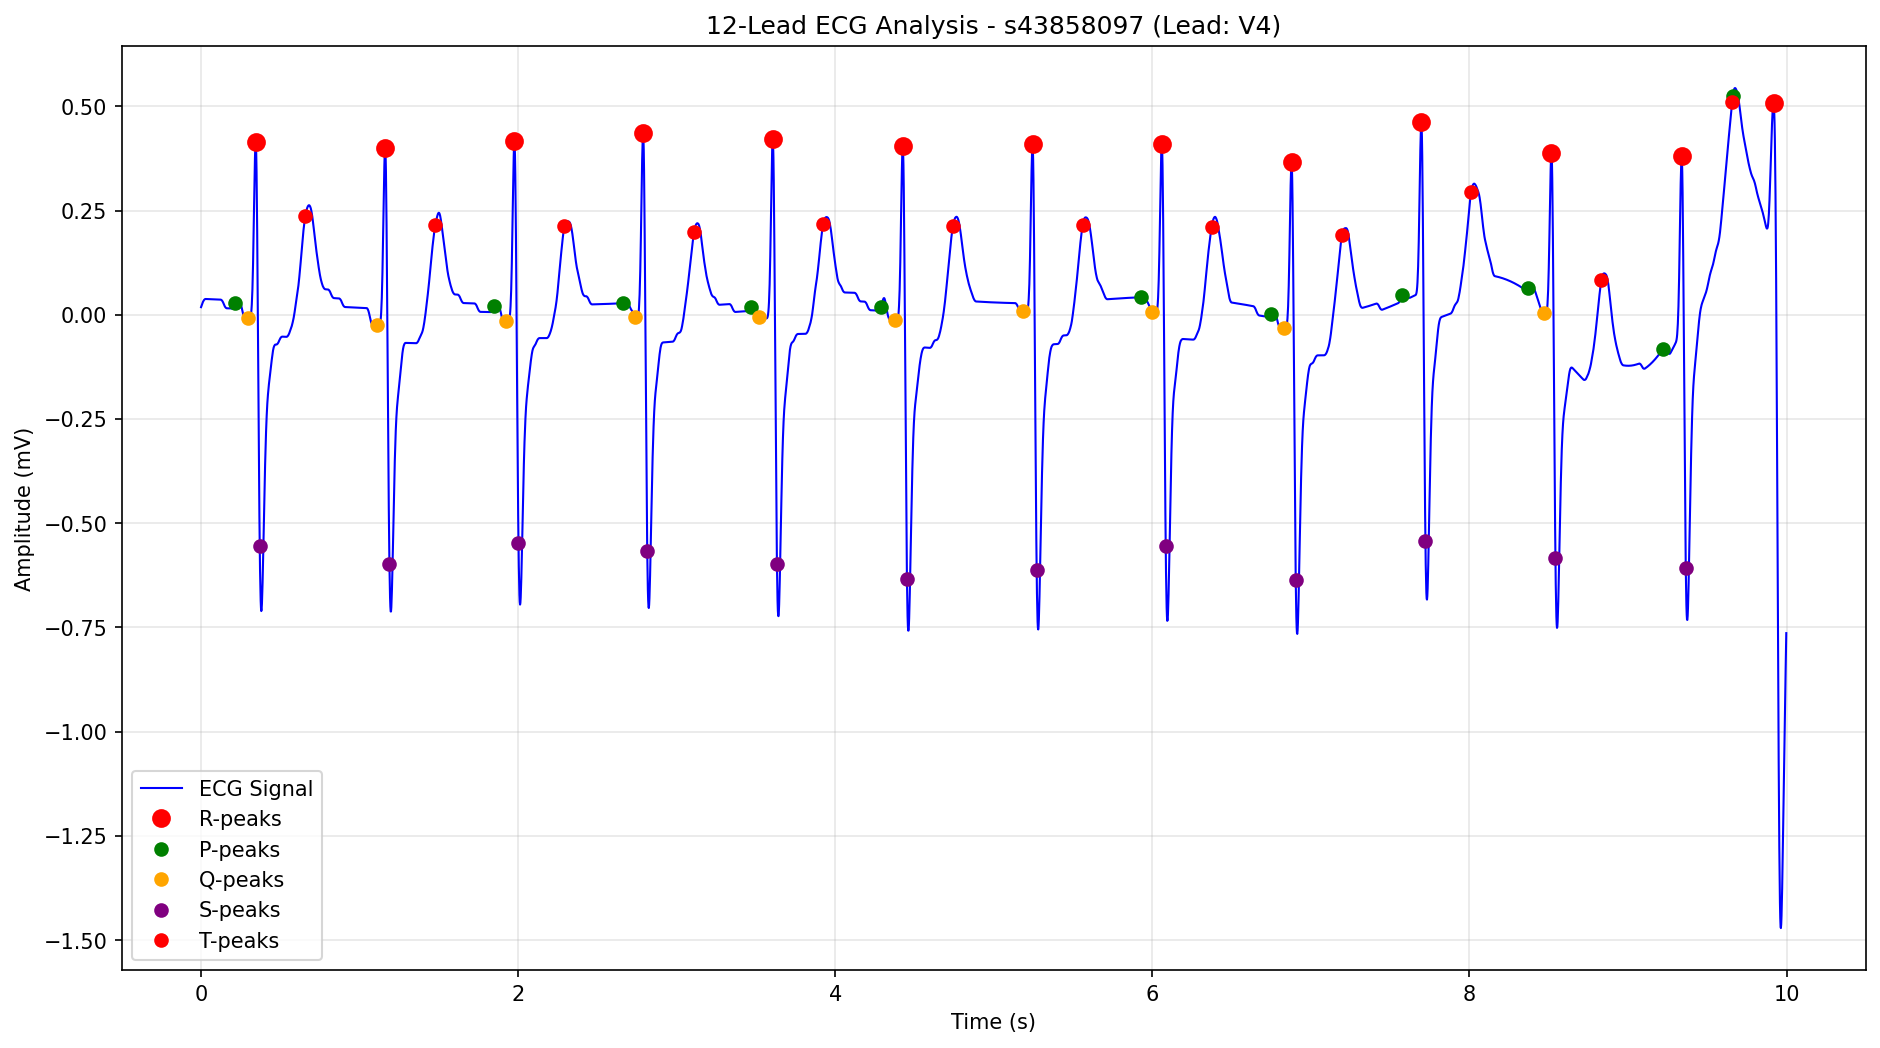 12-Lead ECG Analysis - s43858097 (Lead: V4)
Amplitude (mV)
0.50
0.25
0.00
−0.25
−0.50
−0.75
−1.00
−1.25
−1.50
ECG Signal
R-peaks
P-peaks
Q-peaks
S-peaks
T-peaks
0 2 4 6 8 10
Time (s)